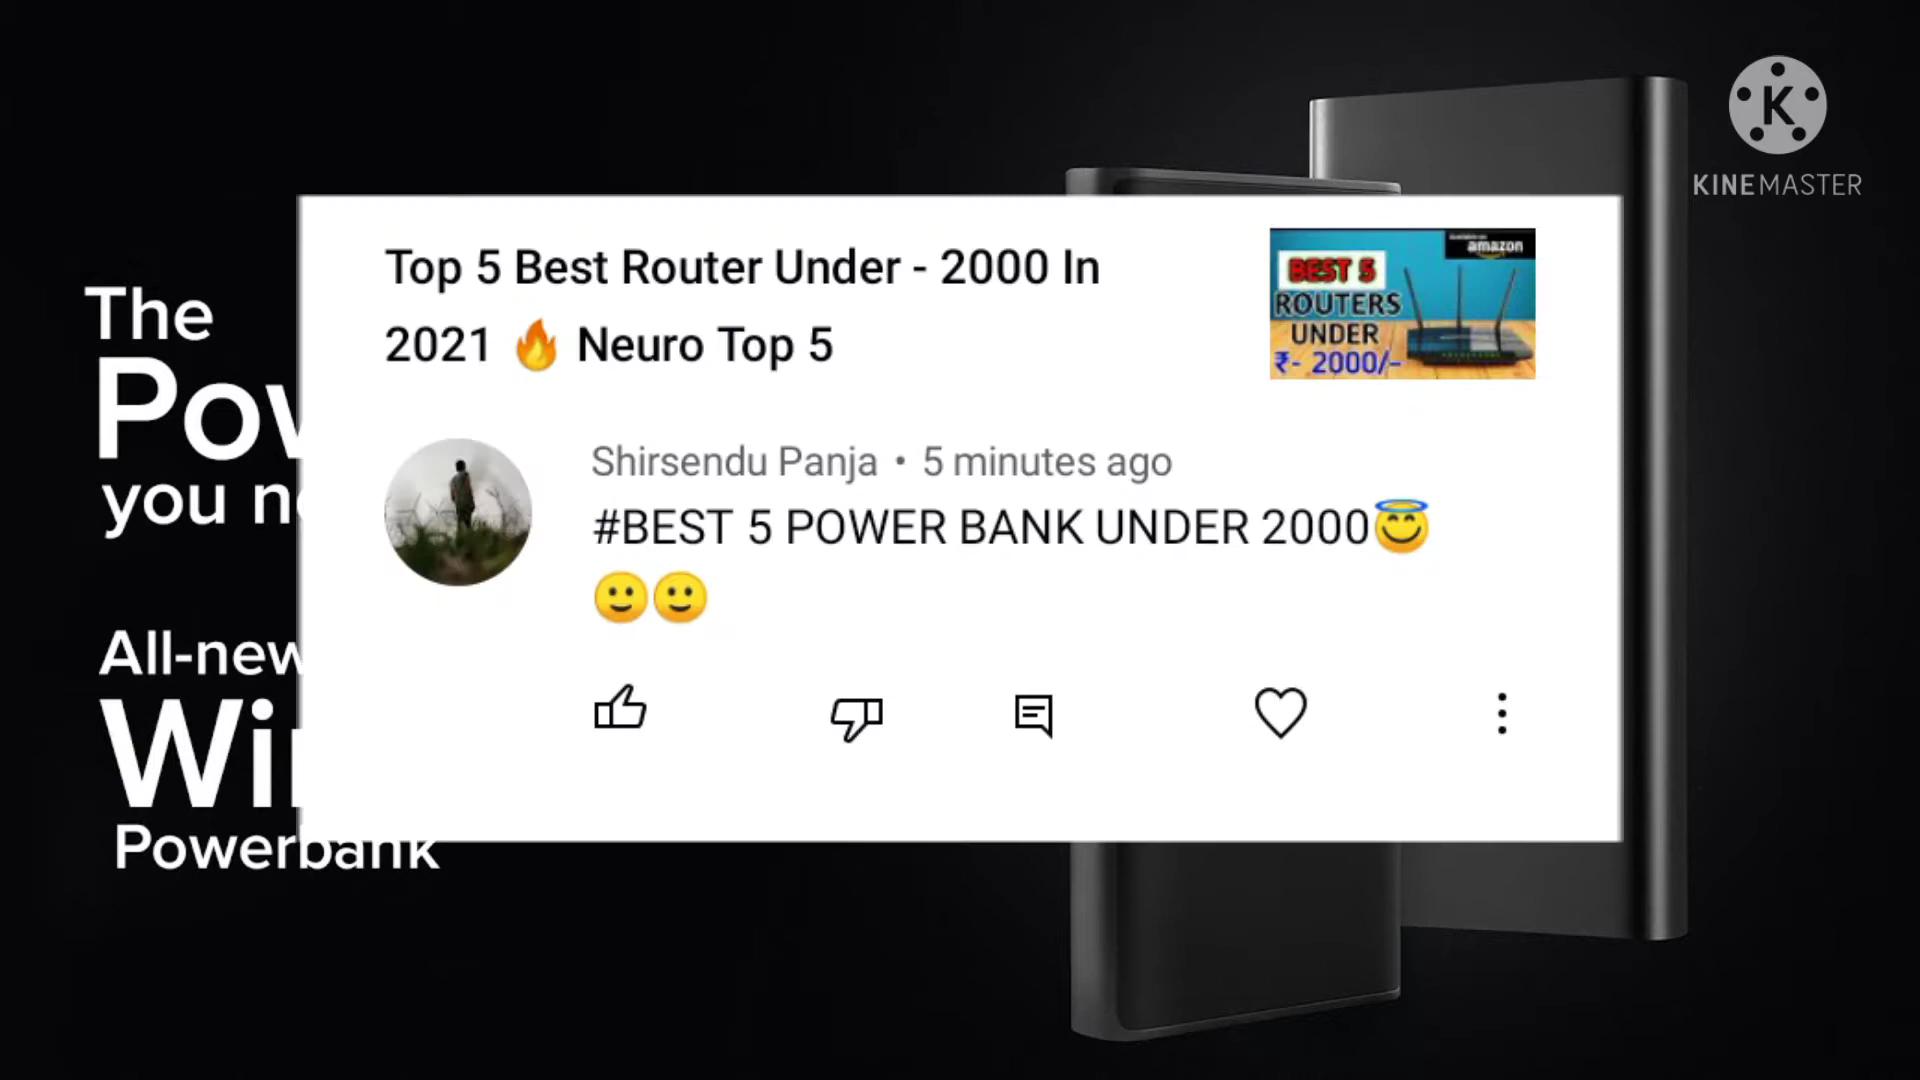 KINEMASTER
Top 5 Best Router Under - 2000 In
2021 🔥 Neuro Top 5
amazon
BEST 5
ROUTERS
UNDER
₹- 2000/-
Shirsendu Panja • 5 minutes ago
#BEST 5 POWER BANK UNDER 2000😇
🙂🙂
The
you
All-new
Powerbank